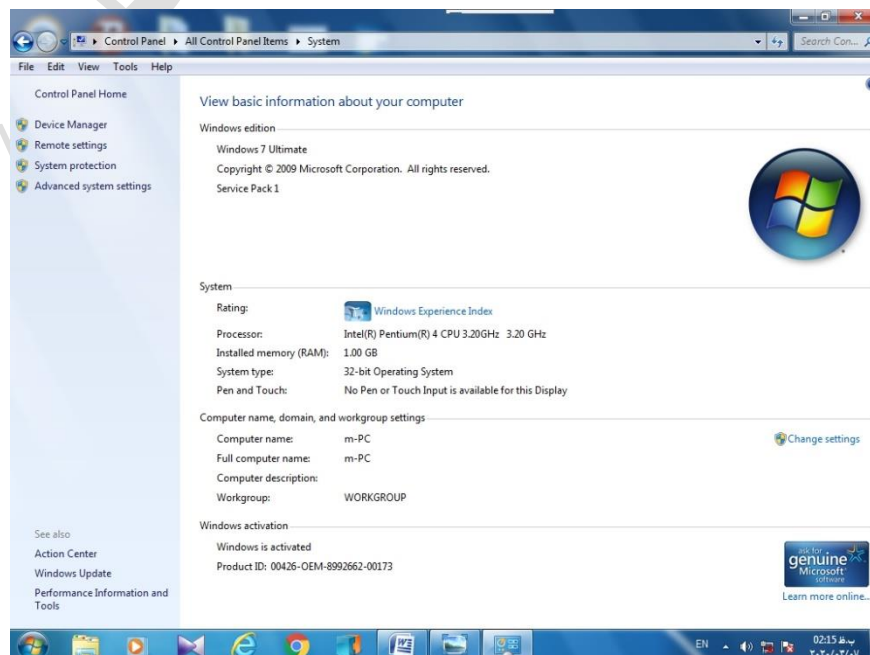 Control Panel ▸ All Control Panel Items ▸ System
Search Con...
File Edit View Tools Help
Control Panel Home
Device Manager
Remote settings
System protection
Advanced system settings
View basic information about your computer
Windows edition
Windows 7 Ultimate
Copyright © 2009 Microsoft Corporation. All rights reserved.
Service Pack 1
System
Rating: Windows Experience Index
Processor: Intel(R) Pentium(R) 4 CPU 3.20GHz 3.20 GHz
Installed memory (RAM): 1.00 GB
System type: 32-bit Operating System
Pen and Touch: No Pen or Touch Input is available for this Display
Computer name, domain, and workgroup settings
Computer name: m-PC
Change settings
Full computer name: m-PC
Computer description:
Workgroup: WORKGROUP
Windows activation
Windows is activated
Product ID: 00426-OEM-8992662-00173
ask for
genuine
Microsoft
software
Learn more online...
See also
Action Center
Windows Update
Performance Information and
Tools
EN
02:15 ب.ظ